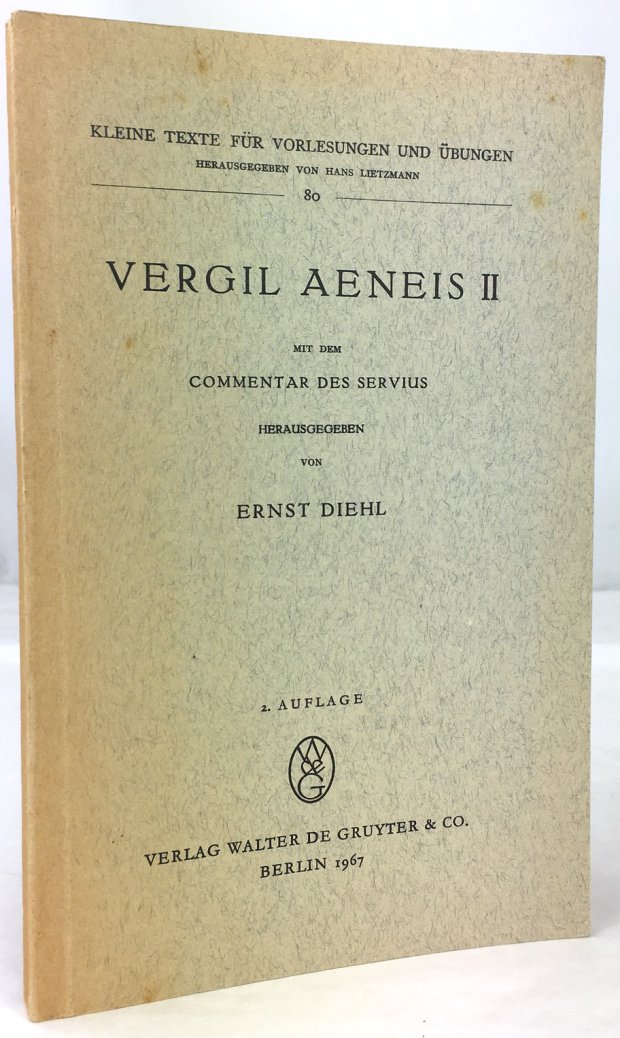 KLEINE TEXTE FÜR VORLESUNGEN UND ÜBUNGEN
HERAUSGEGEBEN VON HANS LIETZMANN
80
VERGIL AENEIS II
MIT DEM
COMMENTAR DES SERVIUS
HERAUSGEGEBEN
VON
ERNST DIEHL
2. AUFLAGE
W
de
G
VERLAG WALTER DE GRUYTER & CO.
BERLIN 1967